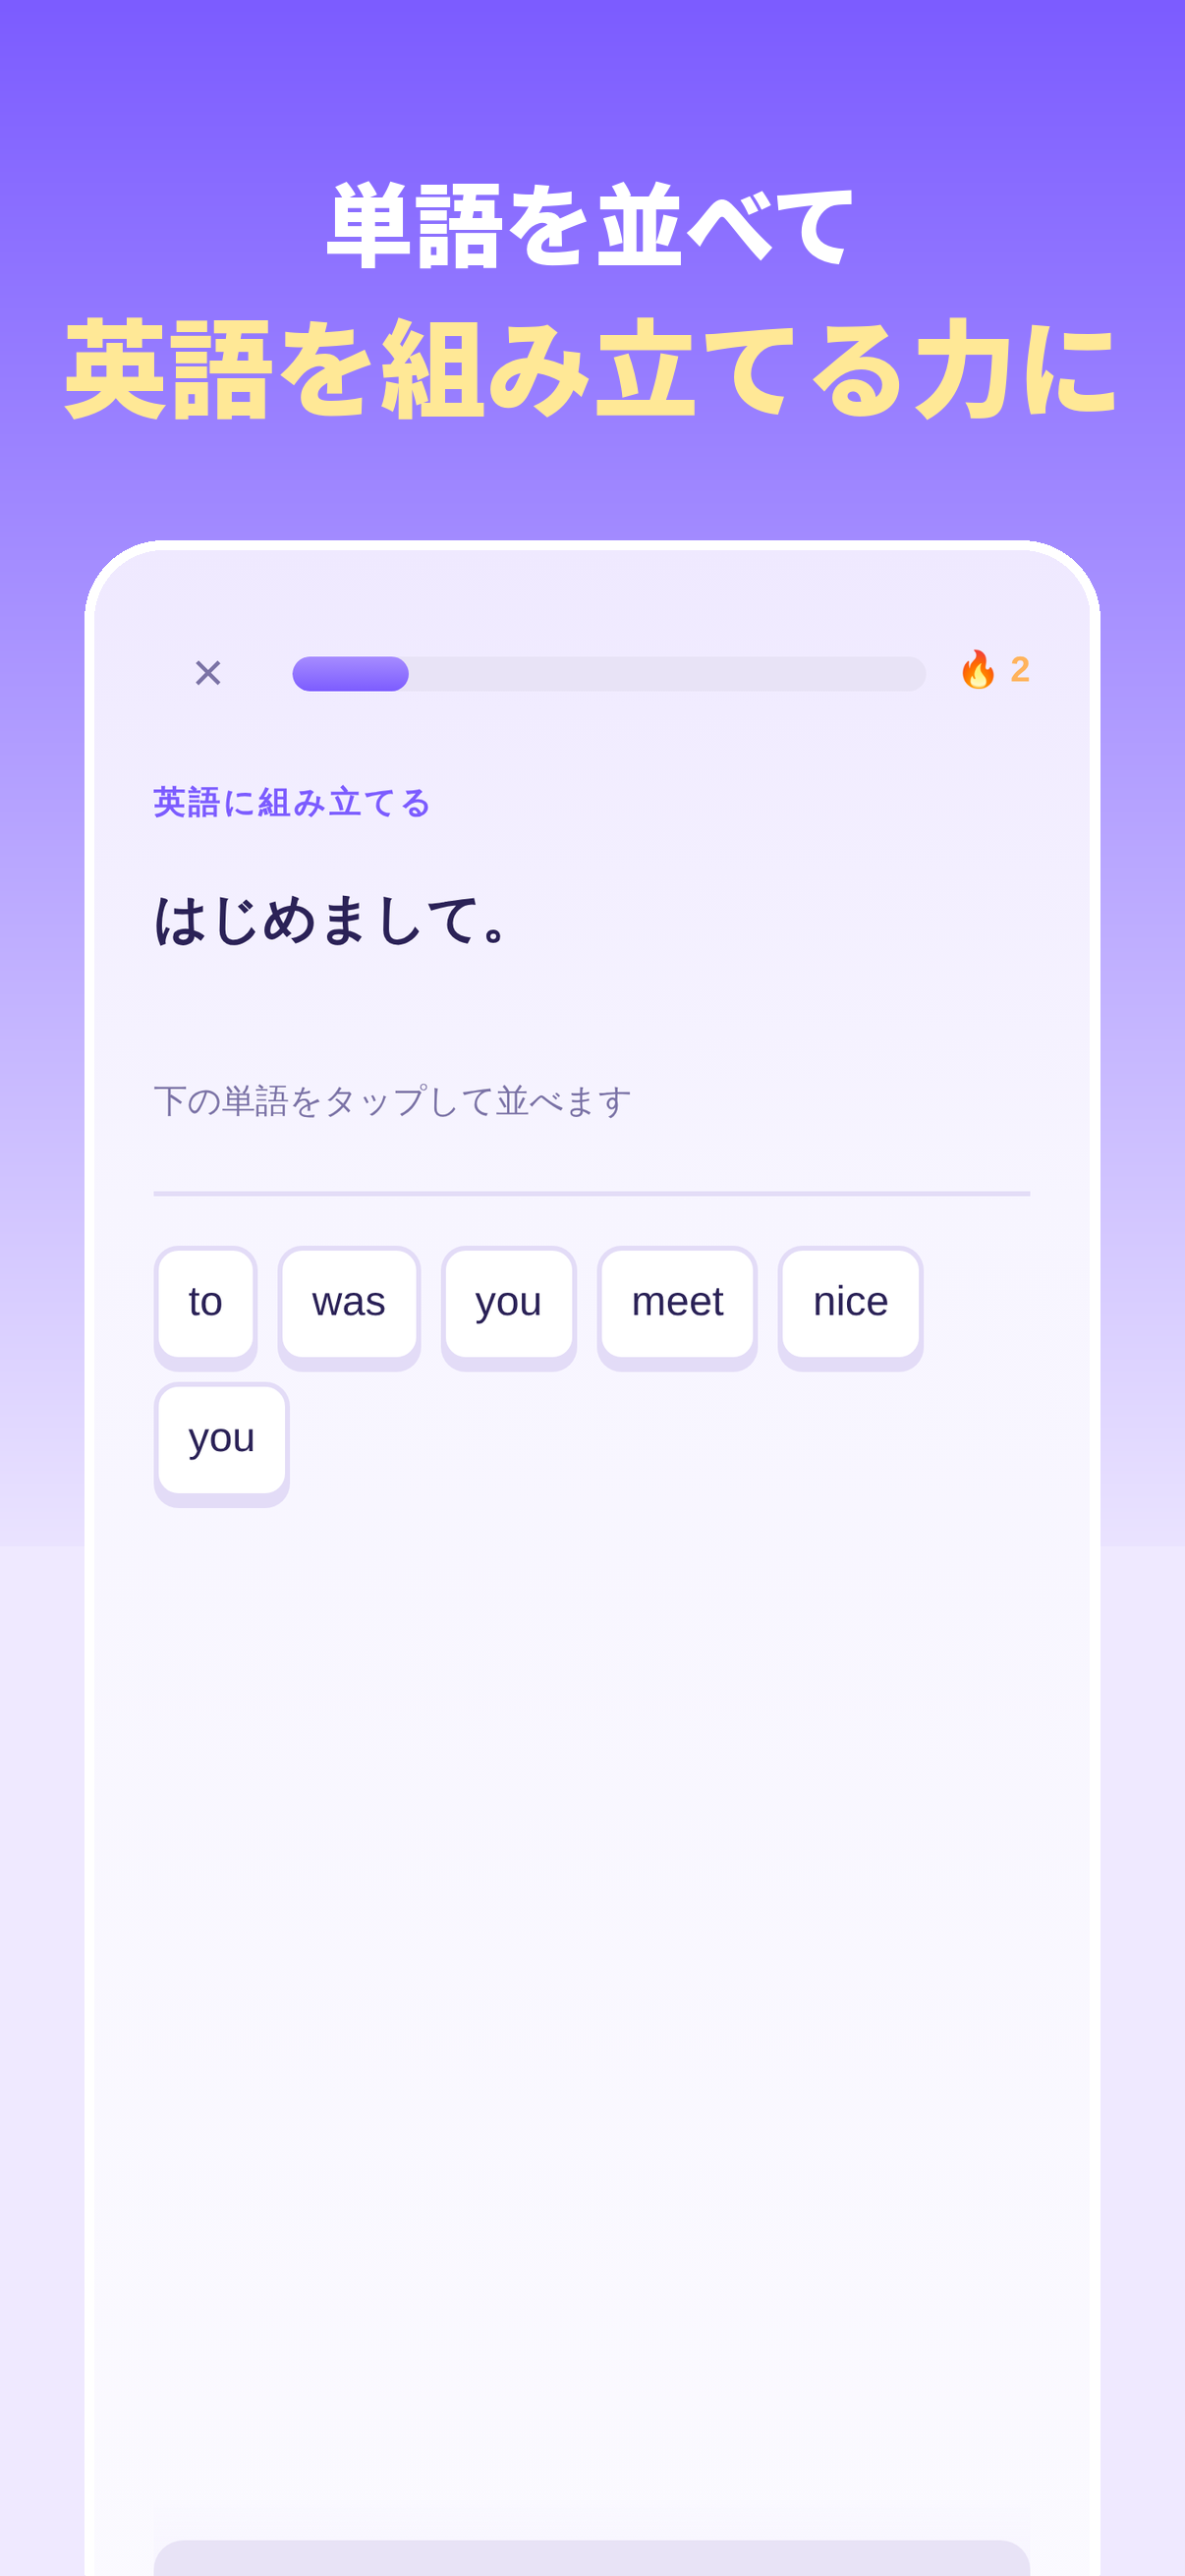 単語を並べて
英語を組み立てる力に
× 🔥 2
英語に組み立てる
はじめまして。
下の単語をタップして並べます
to was you meet nice
you